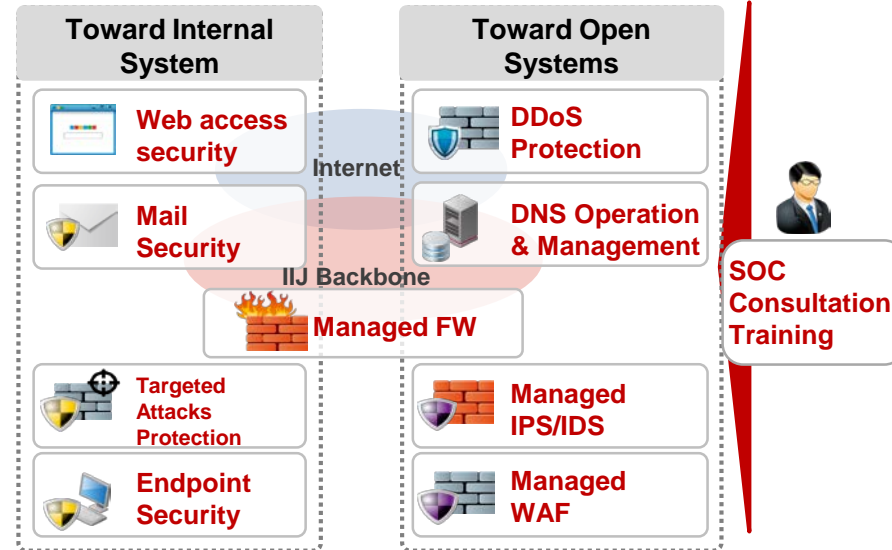 Toward Internal
System
Toward Open
Systems
Web access
security
DDoS
Protection
Internet
Mail
Security
DNS Operation
& Management
IIJ Backbone
Managed FW
SOC
Consultation
Training
Targeted
Attacks
Protection
Managed
IPS/IDS
Endpoint
Security
Managed
WAF